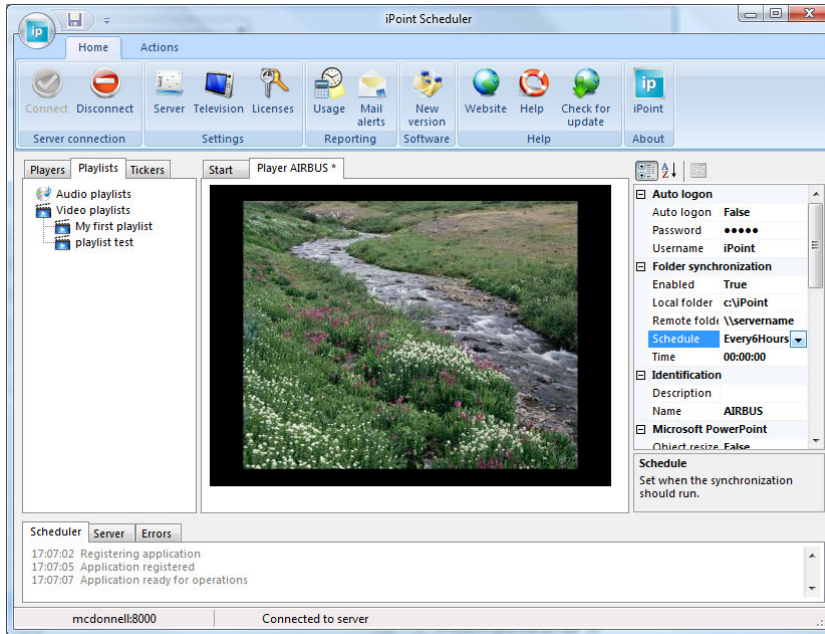 iPoint Scheduler
ip
Home Actions
Connect Disconnect Server Television Licenses Usage Mail alerts New version Website Help Check for update ip iPoint
Server connection Settings Reporting Software Help About
Players Playlists Tickers
Start Player AIRBUS *
Audio playlists
Video playlists
My first playlist
playlist test
Auto logon
Auto logon False
Password •••••
Username iPoint
Folder synchronization
Enabled True
Local folder c:\iPoint
Remote folde \\servername
Schedule Every6Hours
Time 00:00:00
Identification
Description
Name AIRBUS
Microsoft PowerPoint
Object resize False
Schedule
Set when the synchronization
should run.
Scheduler Server Errors
17:07:02 Registering application
17:07:05 Application registered
17:07:07 Application ready for operations
mcdonnell:8000 Connected to server